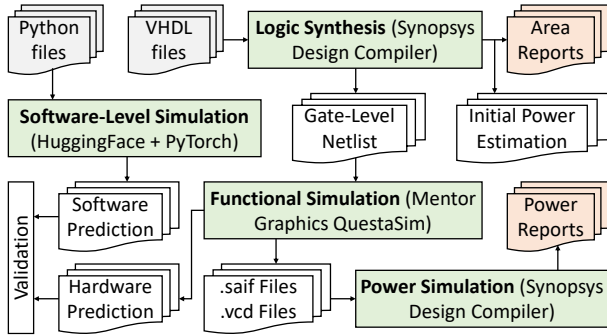 Python
files
VHDL
files
Logic Synthesis (Synopsys
Design Compiler)
Area
Reports
Software-Level Simulation
(HuggingFace + PyTorch)
Gate-Level
Netlist
Initial Power
Estimation
Validation
Software
Prediction
Functional Simulation (Mentor
Graphics QuestaSim)
Power
Reports
Hardware
Prediction
.saif Files
.vcd Files
Power Simulation (Synopsys
Design Compiler)